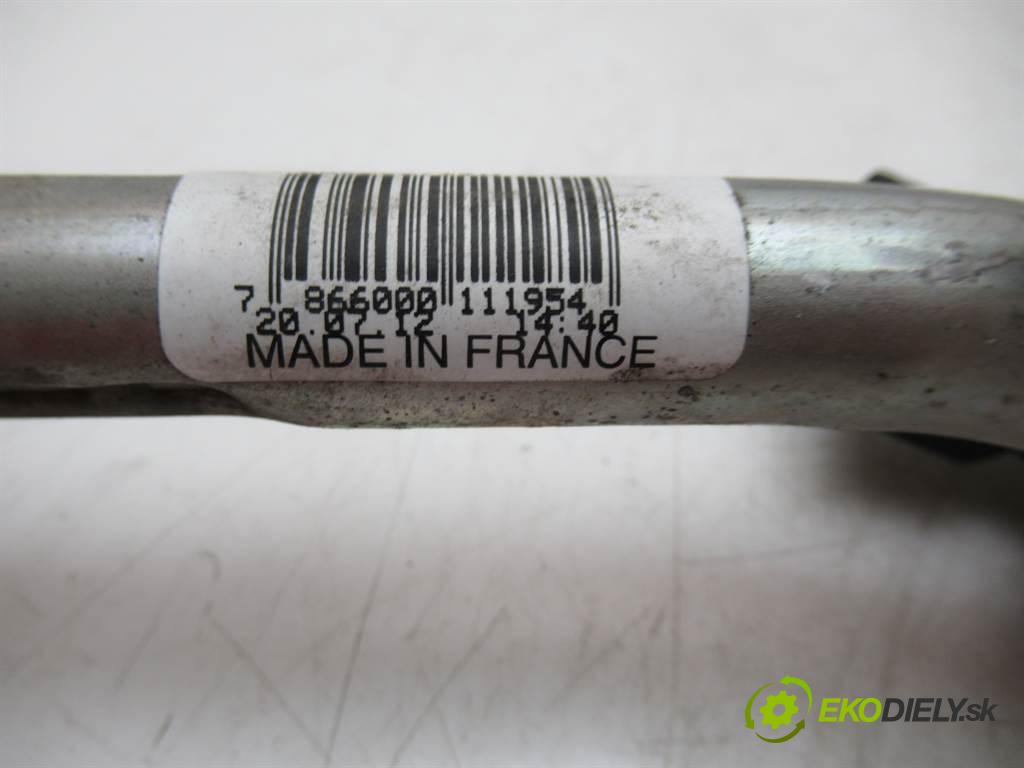 7 866000 111954
20.07.12 14:40
MADE IN FRANCE
EKODIELY.sk